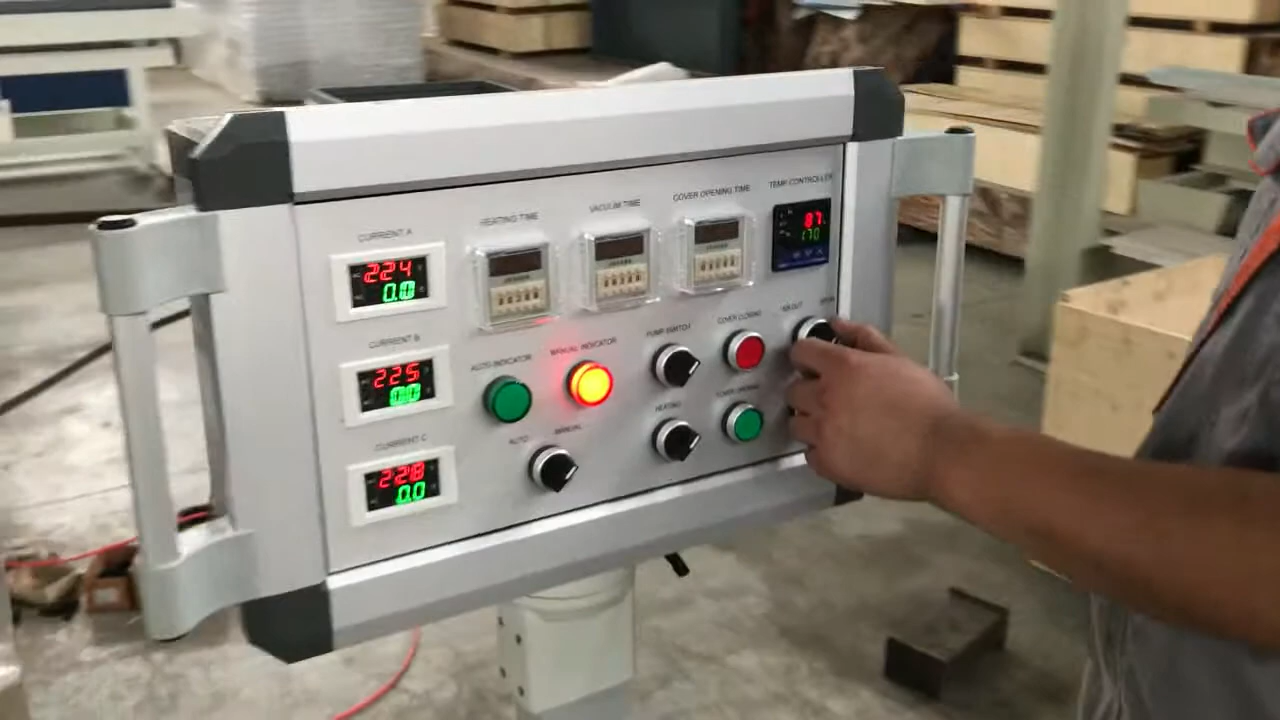 CURRENT A
224
0.0
CURRENT B
225
0.0
CURRENT C
228
0.0
HEATING TIME
VACUUM TIME
COVER OPENING TIME
TEMP CONTROLLER
87
170
AUTO INDICATOR
MANUAL INDICATOR
PUMP SWITCH
COVER CLOSING
AUTO
MANUAL
HEATING